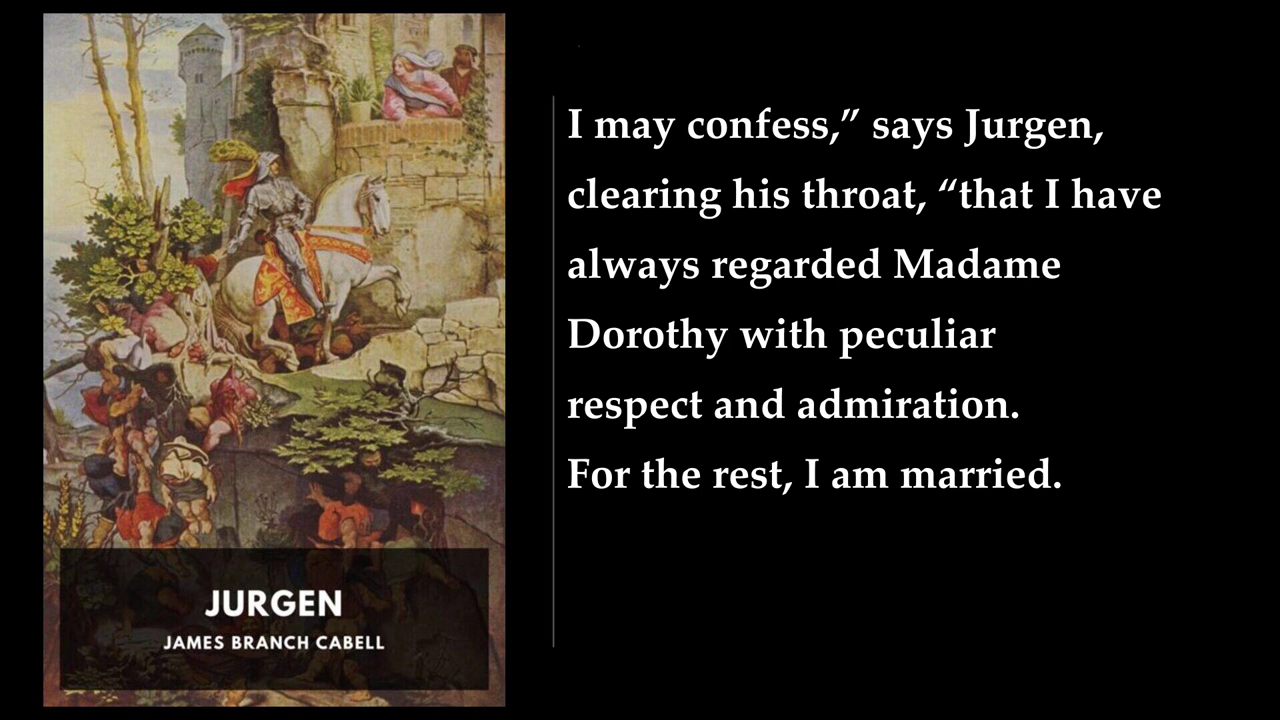 I may confess,” says Jurgen,
clearing his throat, “that I have
always regarded Madame
Dorothy with peculiar
respect and admiration.
For the rest, I am married.
JURGEN
JAMES BRANCH CABELL